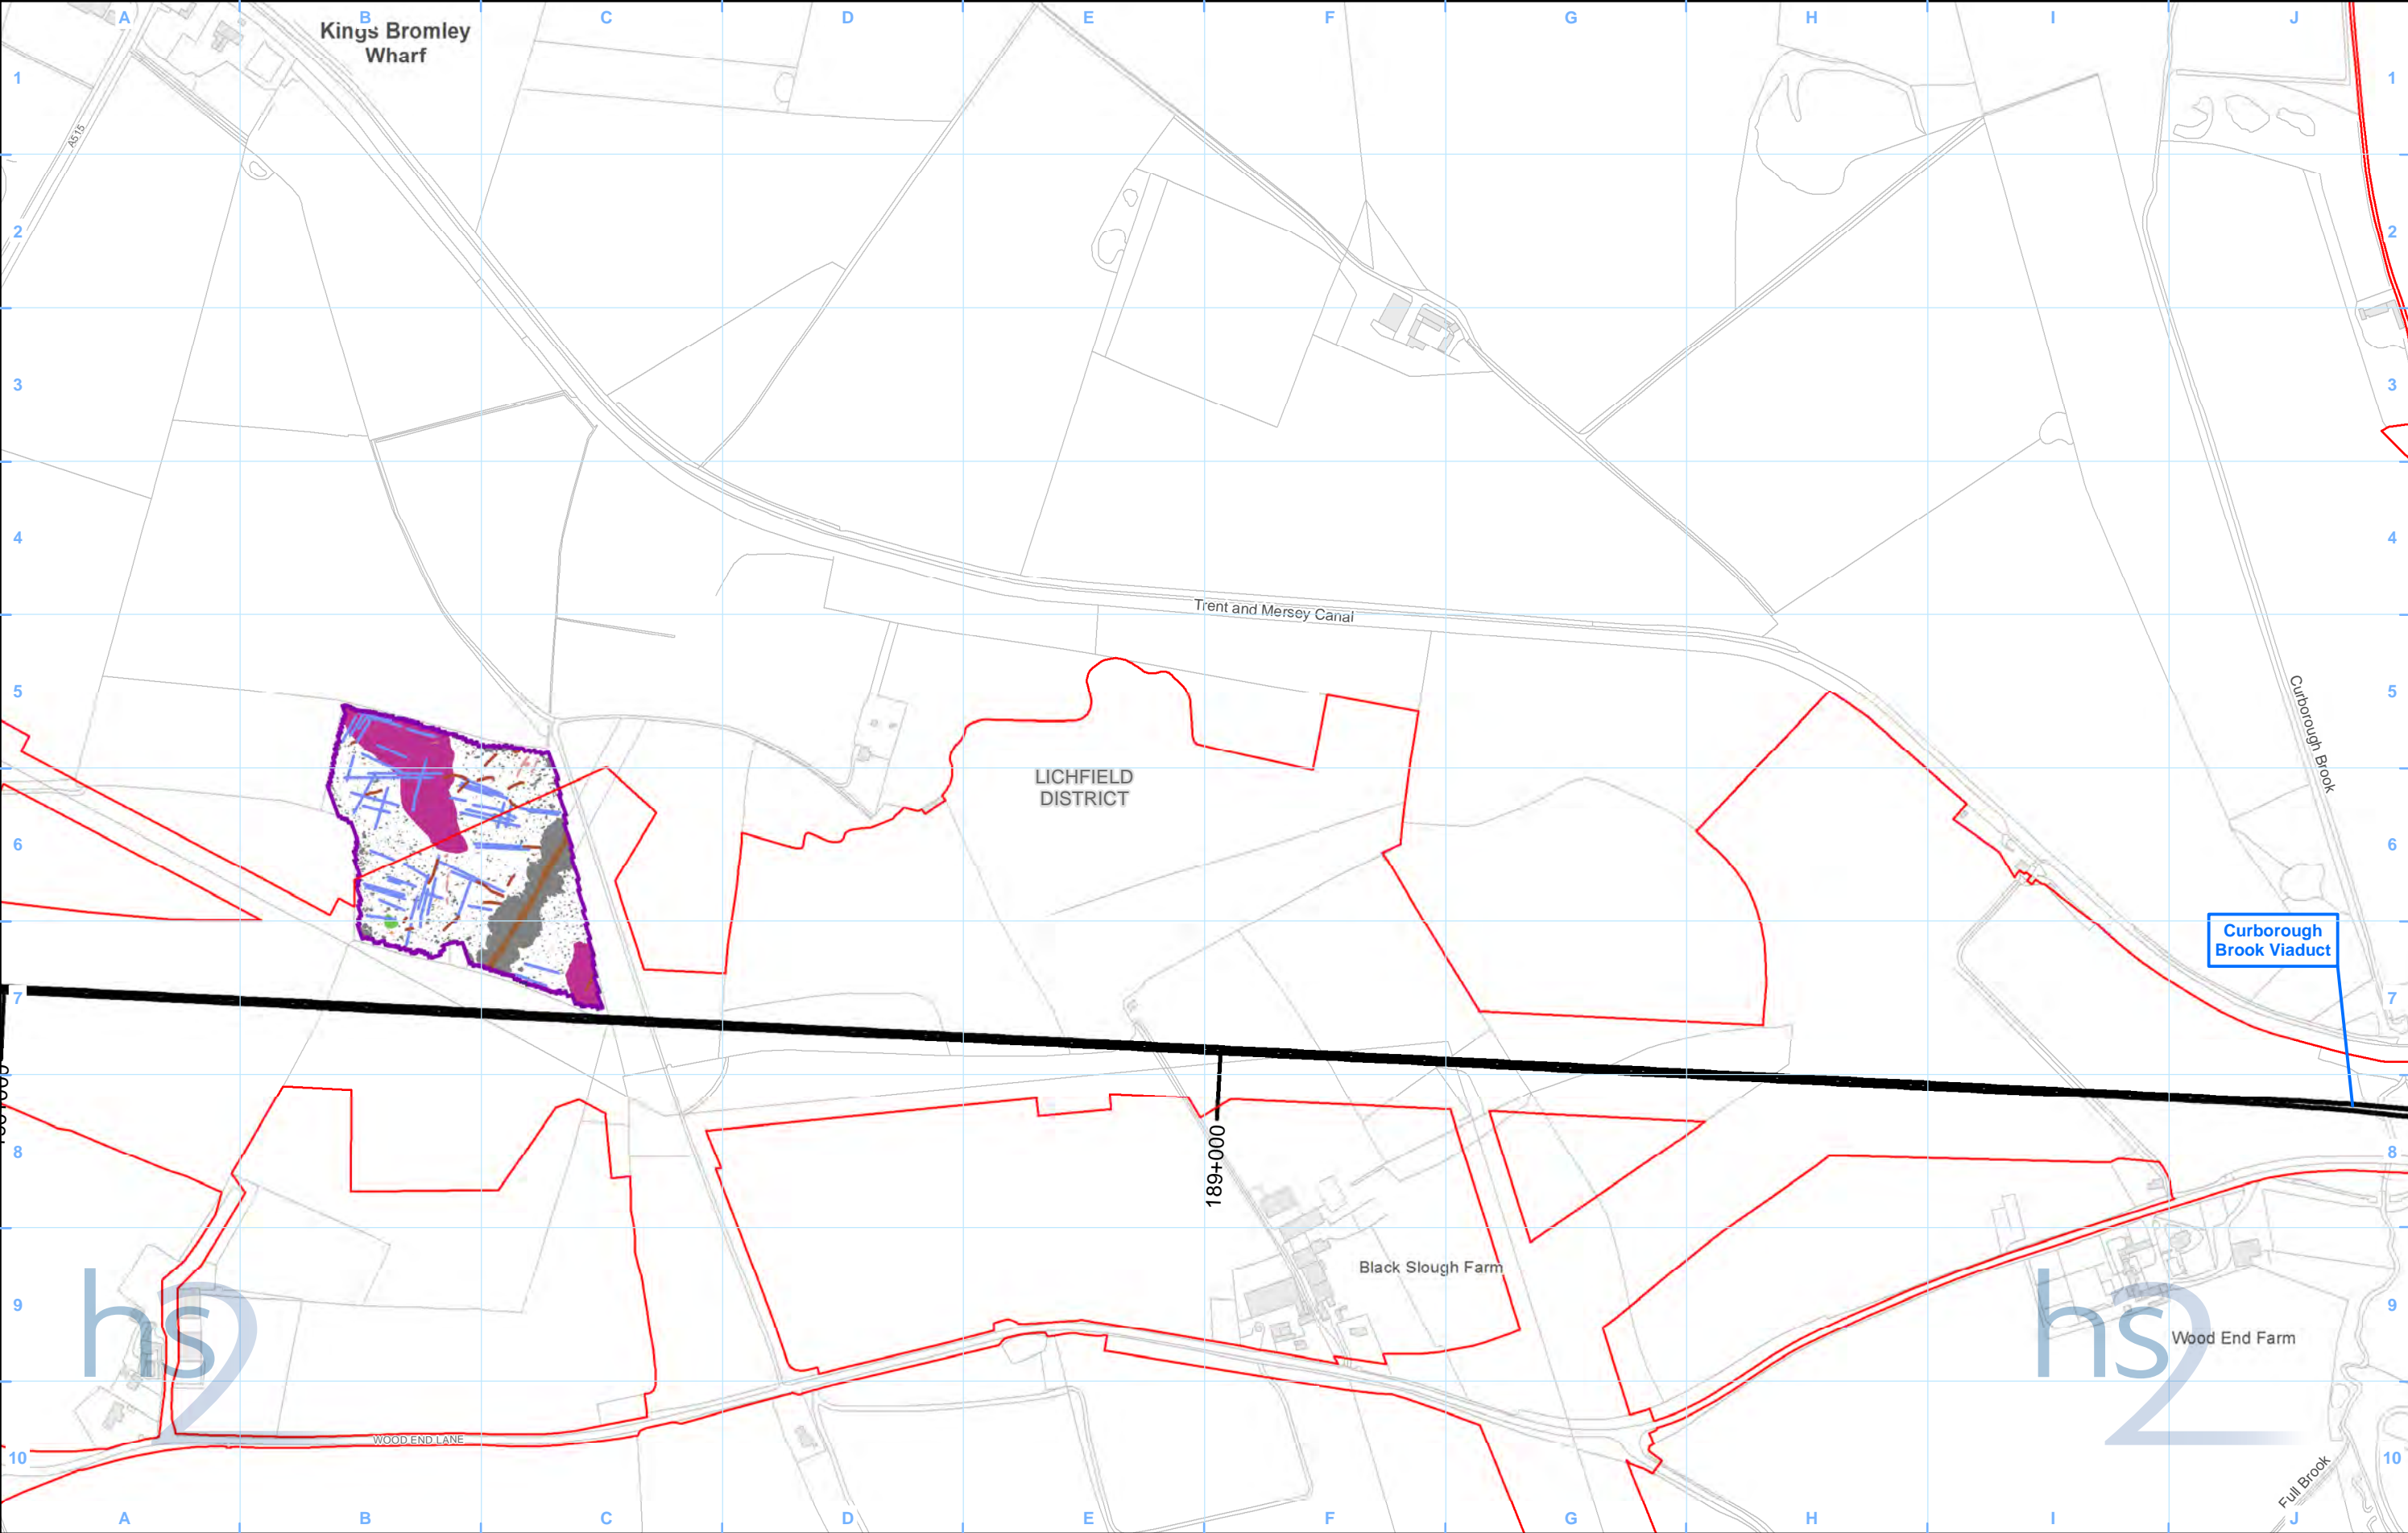 A B C D E F G H I J
Kings Bromley
Wharf
1 1
A515
2 2
3 3
4 4
Trent and Mersey Canal
5 5
Curborough Brook
LICHFIELD
DISTRICT
6 6
Curborough
Brook Viaduct
7 7
8 8
189+000
Black Slough Farm
9 9
hs2 hs2
Wood End Farm
WOOD END LANE
10 10
Full Brook
A B C D E F G H I J